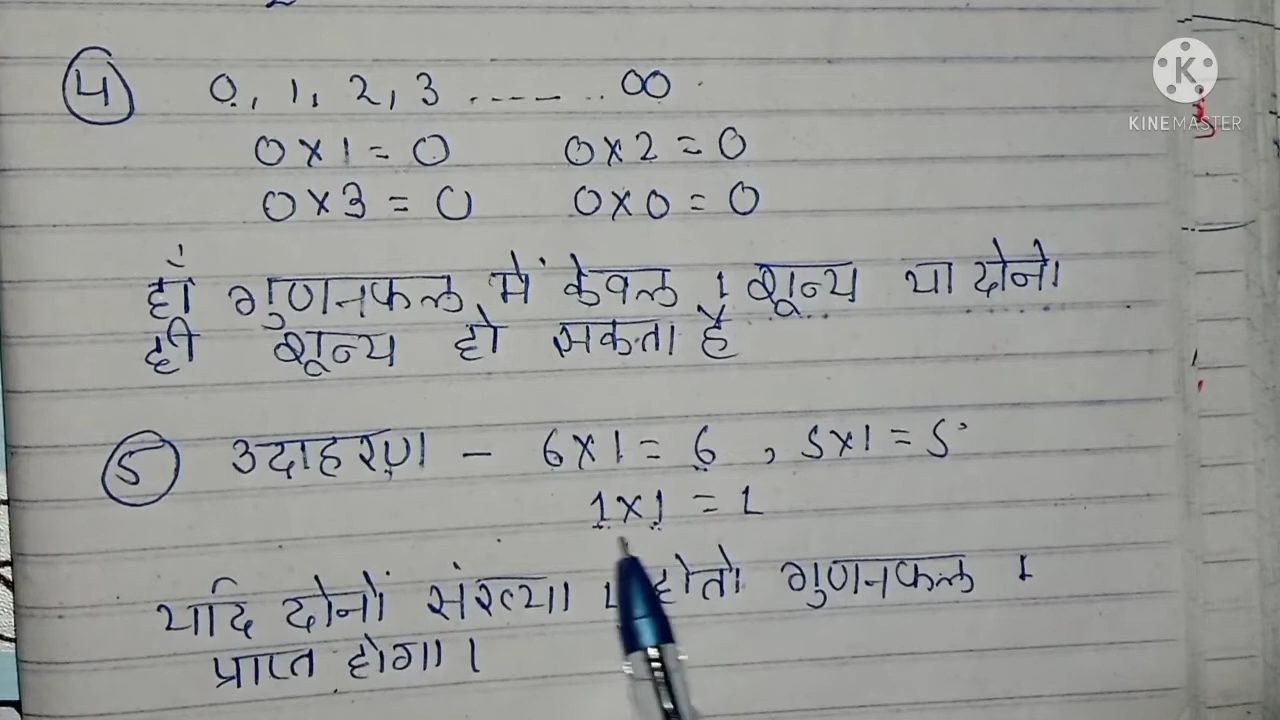 ④ 0, 1, 2, 3 ........ ∞
0 × 1 = 0 0 × 2 = 0
0 × 3 = 0 0 × 0 = 0
हाँ गुणनफल में केवल 1 शून्य या दोनो
ही शून्य हो सकता है
⑤ उदाहरण - 6 × 1 = 6 , 5 × 1 = 5
1 × 1 = 1
यदि दोनों संख्या 1 होतो गुणनफल 1
प्राप्त होगा।
K
KINEMASTER